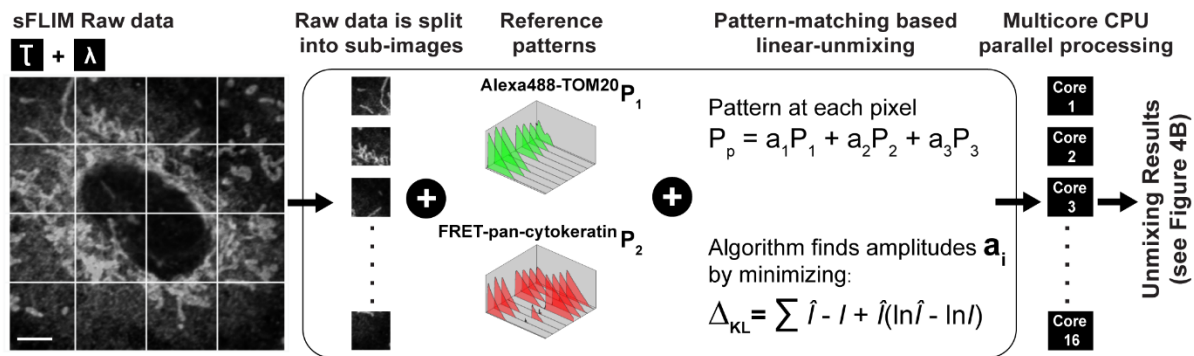 sFLIM Raw data
τ + λ
Raw data is split
into sub-images
Reference
patterns
Alexa488-TOM20 P1
FRET-pan-cytokeratin P2
Pattern-matching based
linear-unmixing
Pattern at each pixel
Pp = a1P1 + a2P2 + a3P3
Algorithm finds amplitudes ai
by minimizing:
ΔKL = ∑ Î - I + Î(lnÎ - lnI)
Multicore CPU
parallel processing
Core
1
Core
2
Core
3
Core
16
Unmixing Results
(see Figure 4B)